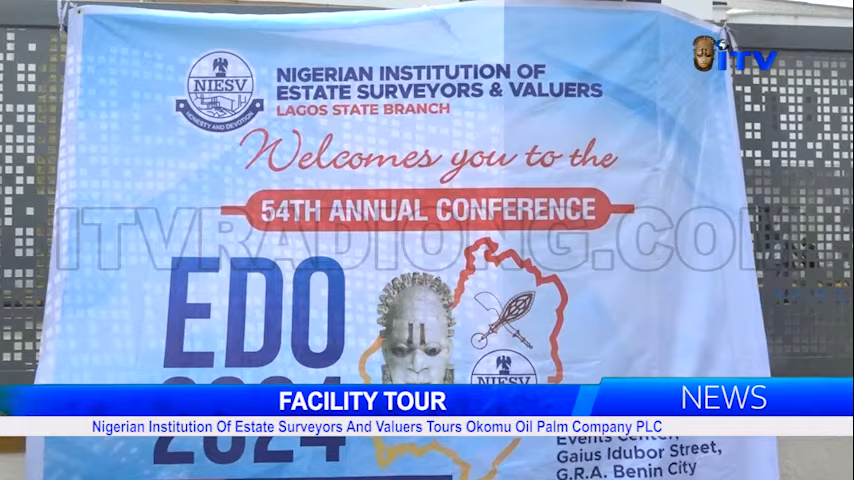 NIESV
HONESTY AND DEVOTION
NIGERIAN INSTITUTION OF
ESTATE SURVEYORS & VALUERS
LAGOS STATE BRANCH
iTV
Welcomes you to the
54TH ANNUAL CONFERENCE
ITVRADIONG.COM
EDO
2024
NIESV
FACILITY TOUR
NEWS
Nigerian Institution Of Estate Surveyors And Valuers Tours Okomu Oil Palm Company PLC
Events Center,
Gaius Idubor Street,
G.R.A. Benin City